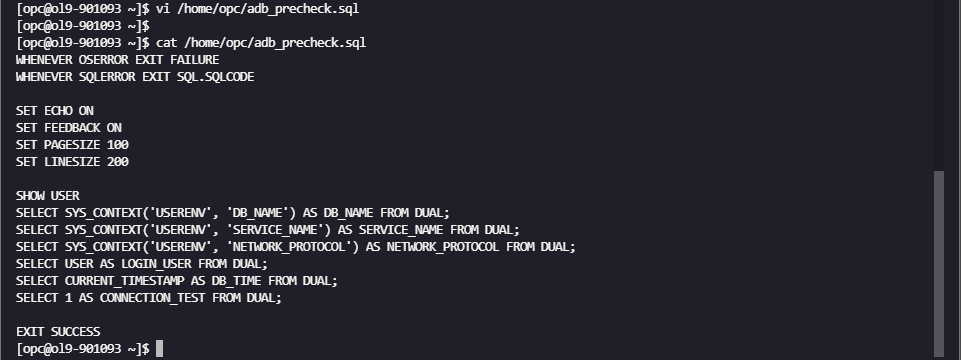 [opc@ol9-901093 ~]$ vi /home/opc/adb_precheck.sql
[opc@ol9-901093 ~]$
[opc@ol9-901093 ~]$ cat /home/opc/adb_precheck.sql
WHENEVER OSERROR EXIT FAILURE
WHENEVER SQLERROR EXIT SQL.SQLCODE

SET ECHO ON
SET FEEDBACK ON
SET PAGESIZE 100
SET LINESIZE 200

SHOW USER
SELECT SYS_CONTEXT('USERENV', 'DB_NAME') AS DB_NAME FROM DUAL;
SELECT SYS_CONTEXT('USERENV', 'SERVICE_NAME') AS SERVICE_NAME FROM DUAL;
SELECT SYS_CONTEXT('USERENV', 'NETWORK_PROTOCOL') AS NETWORK_PROTOCOL FROM DUAL;
SELECT USER AS LOGIN_USER FROM DUAL;
SELECT CURRENT_TIMESTAMP AS DB_TIME FROM DUAL;
SELECT 1 AS CONNECTION_TEST FROM DUAL;

EXIT SUCCESS
[opc@ol9-901093 ~]$